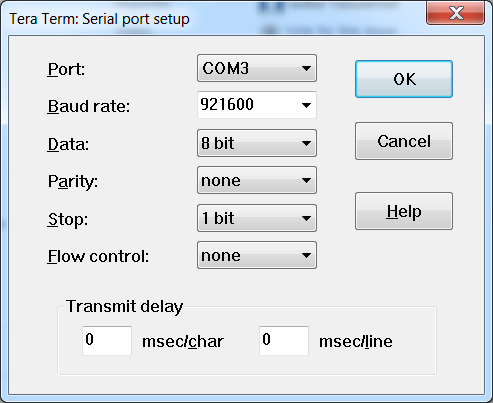 Tera Term: Serial port setup
Port: COM3 OK
Baud rate: 921600
Data: 8 bit Cancel
Parity: none
Stop: 1 bit Help
Flow control: none
Transmit delay
0 msec/char 0 msec/line